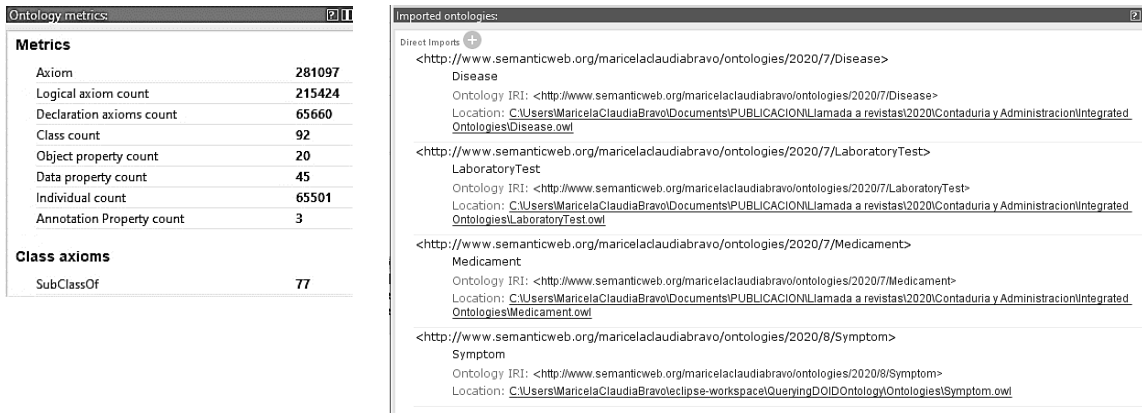 Ontology metrics:
Metrics
Axiom 281097
Logical axiom count 215424
Declaration axioms count 65660
Class count 92
Object property count 20
Data property count 45
Individual count 65501
Annotation Property count 3
Class axioms
SubClassOf 77
Imported ontologies:
Direct Imports
<http://www.semanticweb.org/maricelaclaudiabravo/ontologies/2020/7/Disease>
Disease
Ontology IRI: <http://www.semanticweb.org/maricelaclaudiabravo/ontologies/2020/7/Disease>
Location: C:\Users\MaricelaClaudiaBravo\Documents\PUBLICACION\Llamada a revistas\2020\Contaduria y Administracion\Integrated
Ontologies\Disease.owl
<http://www.semanticweb.org/maricelaclaudiabravo/ontologies/2020/7/LaboratoryTest>
LaboratoryTest
Ontology IRI: <http://www.semanticweb.org/maricelaclaudiabravo/ontologies/2020/7/LaboratoryTest>
Location: C:\Users\MaricelaClaudiaBravo\Documents\PUBLICACION\Llamada a revistas\2020\Contaduria y Administracion\Integrated
Ontologies\LaboratoryTest.owl
<http://www.semanticweb.org/maricelaclaudiabravo/ontologies/2020/7/Medicament>
Medicament
Ontology IRI: <http://www.semanticweb.org/maricelaclaudiabravo/ontologies/2020/7/Medicament>
Location: C:\Users\MaricelaClaudiaBravo\Documents\PUBLICACION\Llamada a revistas\2020\Contaduria y Administracion\Integrated
Ontologies\Medicament.owl
<http://www.semanticweb.org/maricelaclaudiabravo/ontologies/2020/8/Symptom>
Symptom
Ontology IRI: <http://www.semanticweb.org/maricelaclaudiabravo/ontologies/2020/8/Symptom>
Location: C:\Users\MaricelaClaudiaBravo\eclipse-workspace\QueryingDOIDOntology\Ontologies\Symptom.owl